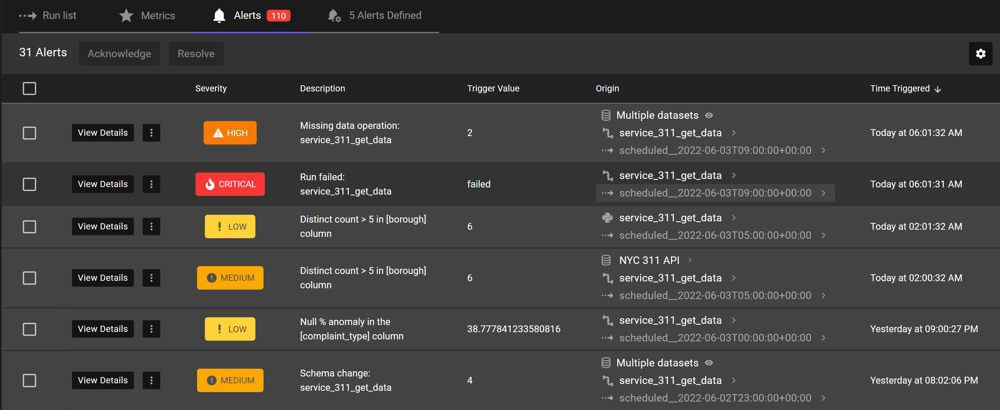 Run list
Metrics
Alerts 110
5 Alerts Defined
31 Alerts
Acknowledge
Resolve
Severity
Description
Trigger Value
Origin
Time Triggered
View Details
HIGH
Missing data operation:
service_311_get_data
2
Multiple datasets
service_311_get_data
scheduled__2022-06-03T09:00:00+00:00
Today at 06:01:32 AM
View Details
CRITICAL
Run failed:
service_311_get_data
failed
service_311_get_data
scheduled__2022-06-03T09:00:00+00:00
Today at 06:01:31 AM
View Details
LOW
Distinct count > 5 in [borough]
column
6
service_311_get_data
scheduled__2022-06-03T05:00:00+00:00
Today at 02:01:32 AM
View Details
MEDIUM
Distinct count > 5 in [borough]
column
6
NYC 311 API
service_311_get_data
scheduled__2022-06-03T05:00:00+00:00
Today at 02:00:32 AM
View Details
LOW
Null % anomaly in the
[complaint_type] column
38.777841233580816
service_311_get_data
scheduled__2022-06-03T00:00:00+00:00
Yesterday at 09:00:27 PM
View Details
MEDIUM
Schema change:
service_311_get_data
4
Multiple datasets
service_311_get_data
scheduled__2022-06-02T23:00:00+00:00
Yesterday at 08:02:06 PM